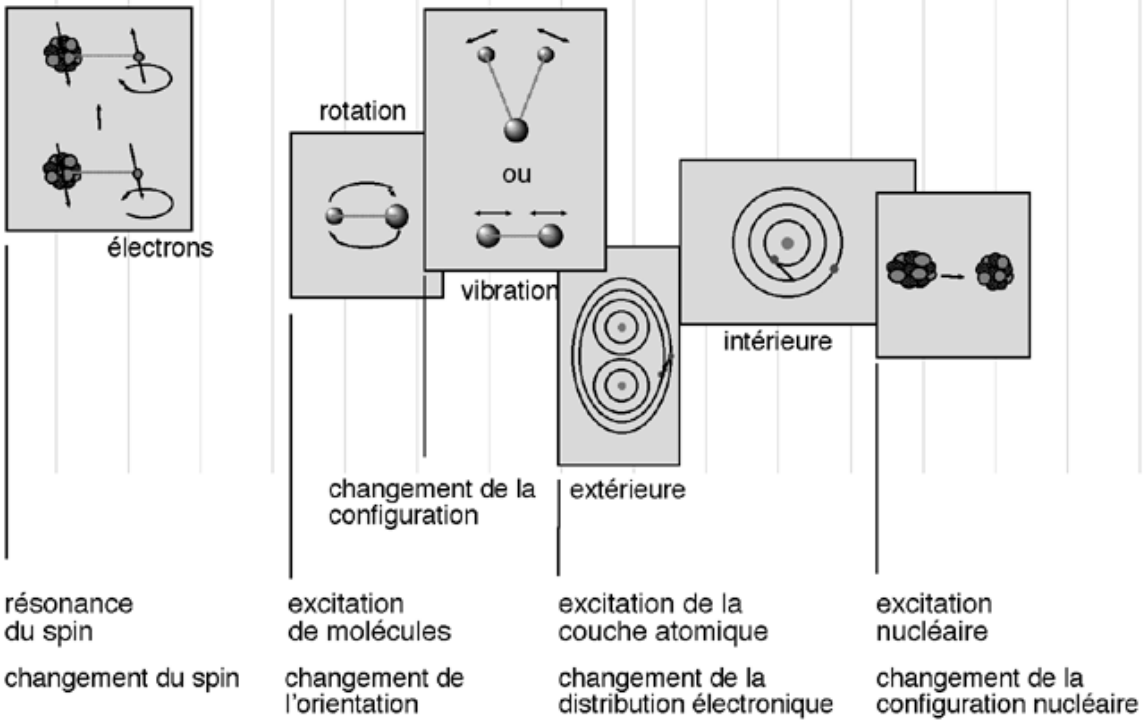 rotation
ou
électrons
vibration
intérieure
changement de la
configuration
extérieure
résonance
du spin
changement du spin
excitation
de molécules
changement de
l'orientation
excitation de la
couche atomique
changement de la
distribution électronique
excitation
nucléaire
changement de la
configuration nucléaire